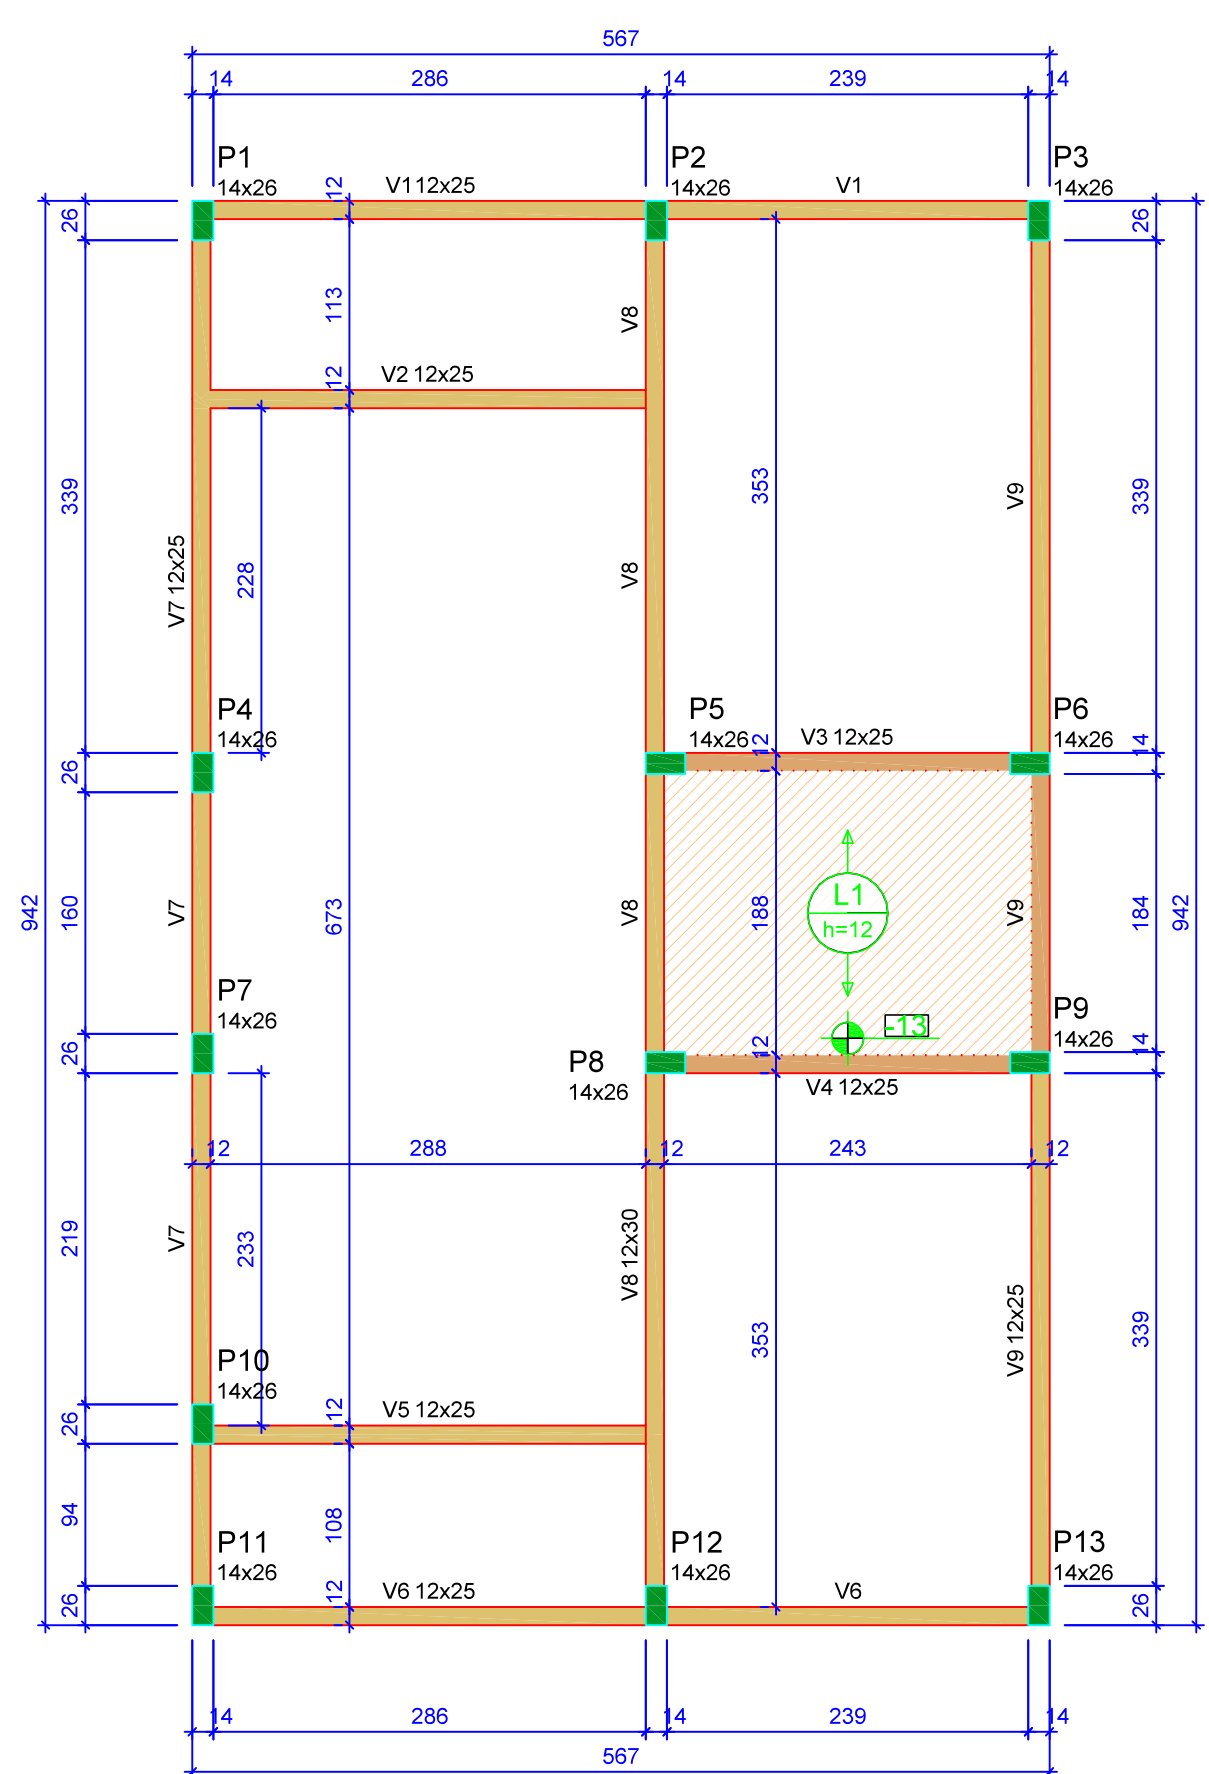 567
14 286 14 239 14
P1
14x26
P2
14x26
P3
14x26
12
V1 12x25
V1
26
26
113
V8
12
V2 12x25
339
353
V9
339
228
V7 12x25
V8
P4
14x26
P5
14x26
P6
14x26
12
V3 12x25
14
26
942
160
V7
673
V8
188
L1
h=12
V9
184
942
P7
14x26
-13
P9
14x26
26
P8
14x26
12
14
V4 12x25
12 288 12 243 12
219
V7
233
V8 12x30
353
V9 12x25
339
P10
14x26
26
12
V5 12x25
94
108
P11
14x26
P12
14x26
P13
14x26
26
12
V6 12x25
V6
26
14 286 14 239 14
567